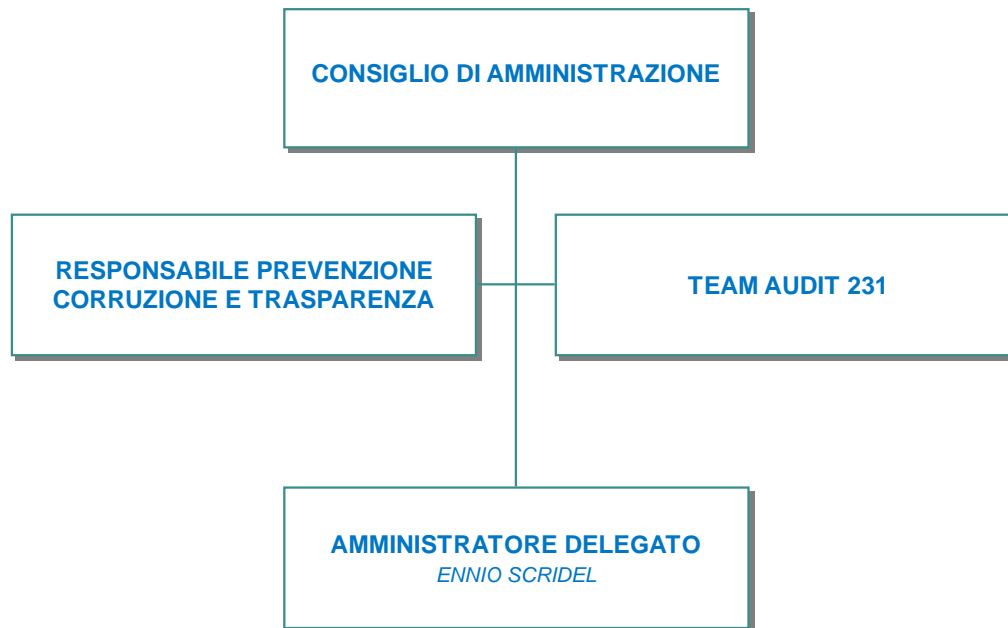 CONSIGLIO DI AMMINISTRAZIONE
RESPONSABILE PREVENZIONE
CORRUZIONE E TRASPARENZA
TEAM AUDIT 231
AMMINISTRATORE DELEGATO
ENNIO SCRIDEL